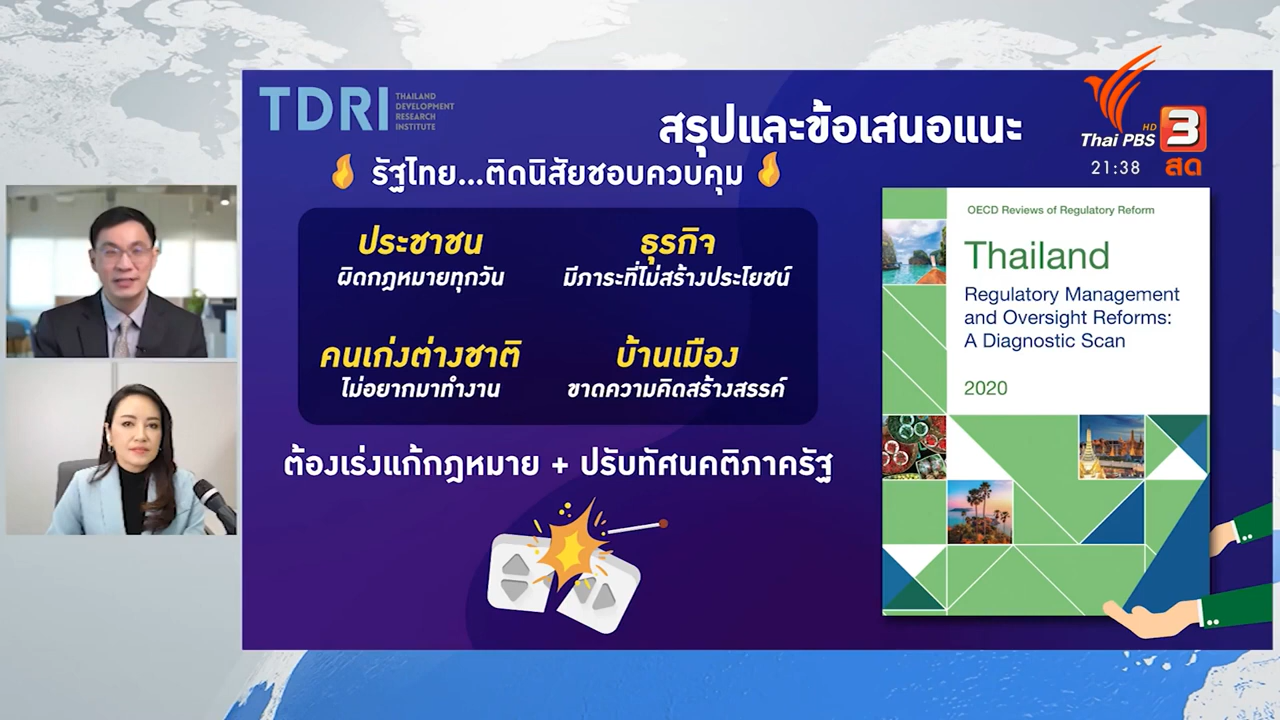 TDRI
THAILAND
DEVELOPMENT
RESEARCH
INSTITUTE
สรุปและข้อเสนอแนะ
Thai PBS HD 3
21:38 สด
รัฐไทย...ติดนิสัยชอบควบคุม
ประชาชน
ผิดกฎหมายทุกวัน
ธุรกิจ
มีภาระที่ไม่สร้างประโยชน์
คนเก่งต่างชาติ
ไม่อยากมาทำงาน
บ้านเมือง
ขาดความคิดสร้างสรรค์
ต้องเร่งแก้กฎหมาย + ปรับทัศนคติภาครัฐ
OECD Reviews of Regulatory Reform
Thailand
Regulatory Management
and Oversight Reforms:
A Diagnostic Scan
2020